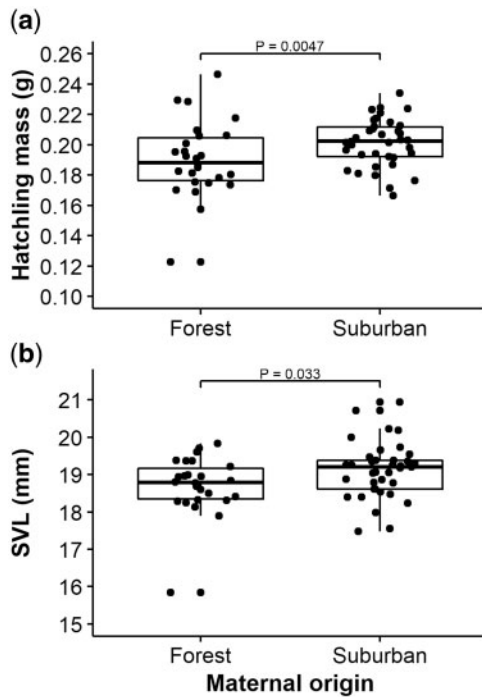 (a)
P = 0.0047
Hatchling mass (g)
0.26
0.24
0.22
0.20
0.18
0.16
0.14
0.12
0.10
Forest Suburban
(b)
P = 0.033
SVL (mm)
21
20
19
18
17
16
15
Forest Suburban
Maternal origin